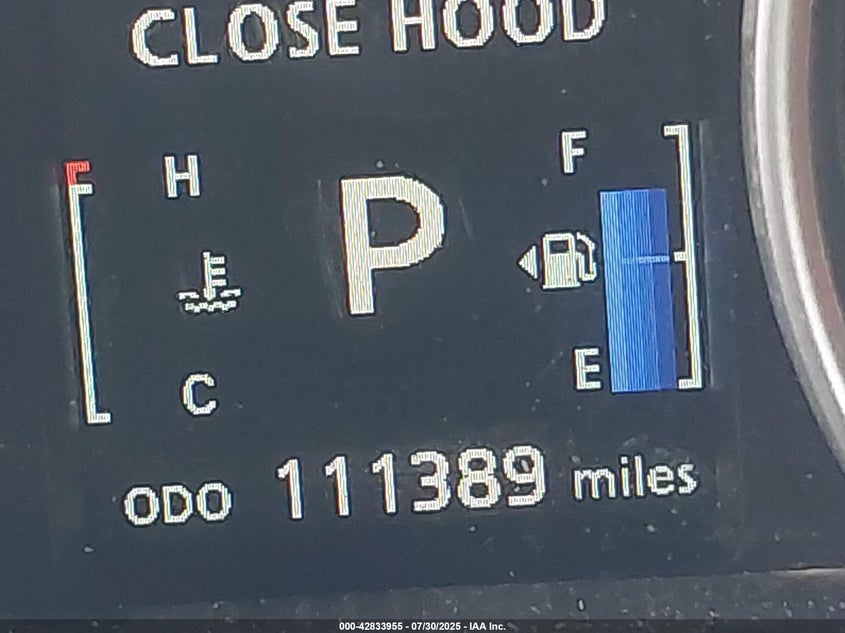 CLOSE HOOD
H
F
P
E
C
ODO 111389 miles
000-42833955 - 07/30/2025 - IAA Inc.